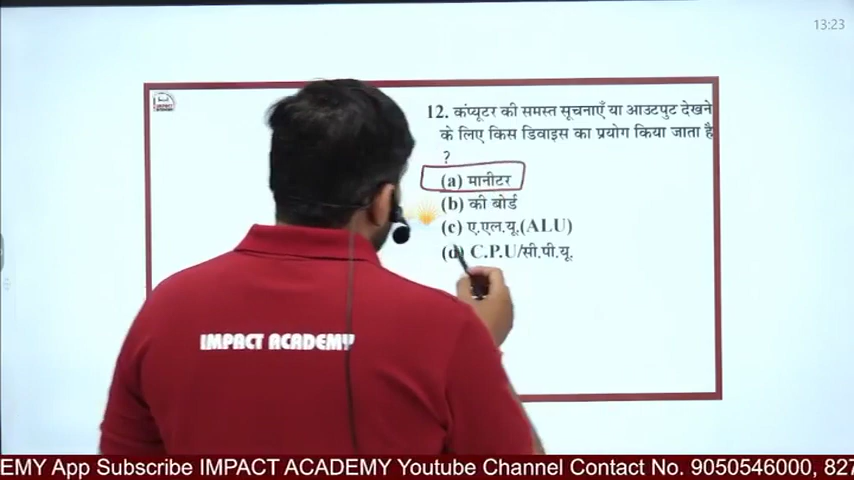 13:23
12. कंप्यूटर की समस्त सूचनाएँ या आउटपुट देखने
के लिए किस डिवाइस का प्रयोग किया जाता है
?
(a) मानीटर
(b) की बोर्ड
(c) ए.एल.यू.(ALU)
(d) C.P.U/सी.पी.यू.
IMPACT ACADEMY
EMY App Subscribe IMPACT ACADEMY Youtube Channel Contact No. 9050546000, 827